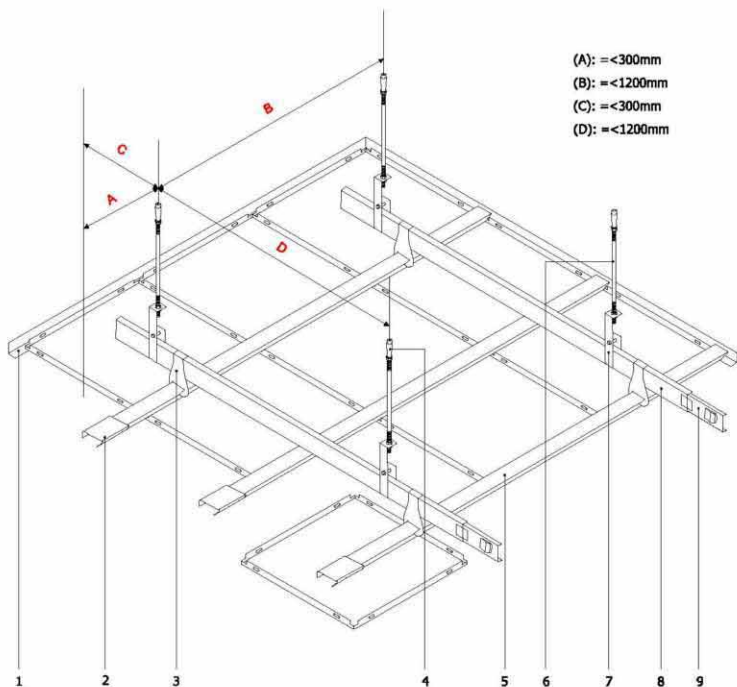 (A): =<300mm
(B): =<1200mm
(C): =<300mm
(D): =<1200mm
B
C
A
D
1 2 3 4 5 6 7 8 9